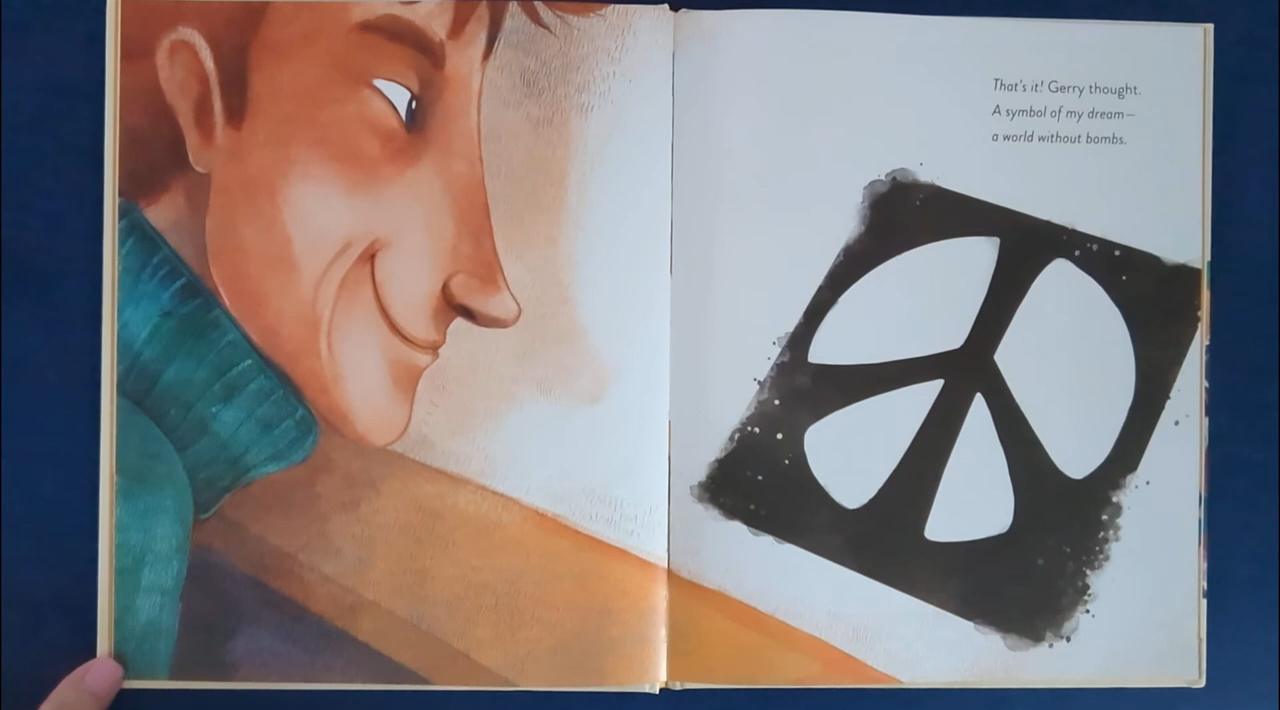 That's it! Gerry thought.
A symbol of my dream—
a world without bombs.